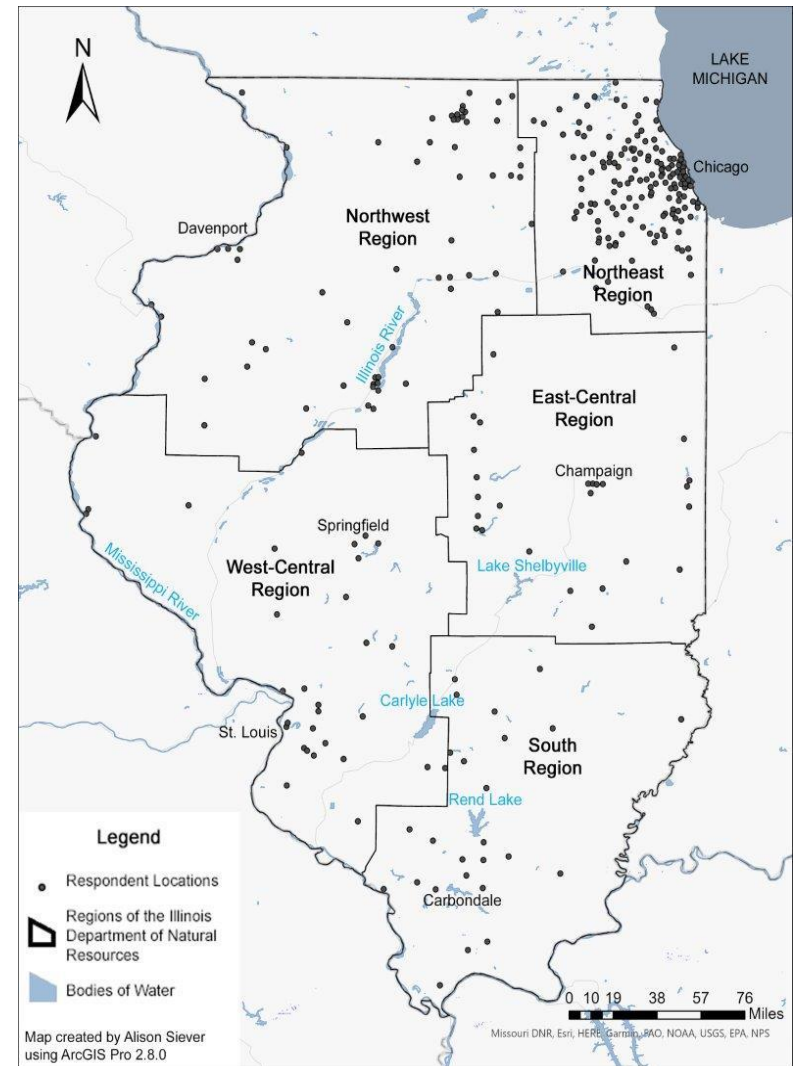 N
LAKE
MICHIGAN
Chicago
Northwest
Region
Davenport
Northeast
Region
Illinois River
East-Central
Region
Champaign
Springfield
West-Central
Region
Lake Shelbyville
Mississippi River
Carlyle Lake
St. Louis
South
Region
Rend Lake
Carbondale
Legend
Respondent Locations
Regions of the Illinois
Department of Natural
Resources
Bodies of Water
Map created by Alison Siever
using ArcGIS Pro 2.8.0
0 10 19 38 57 76
Miles
Missouri DNR, Esri, HERE, Garmin, FAO, NOAA, USGS, EPA, NPS